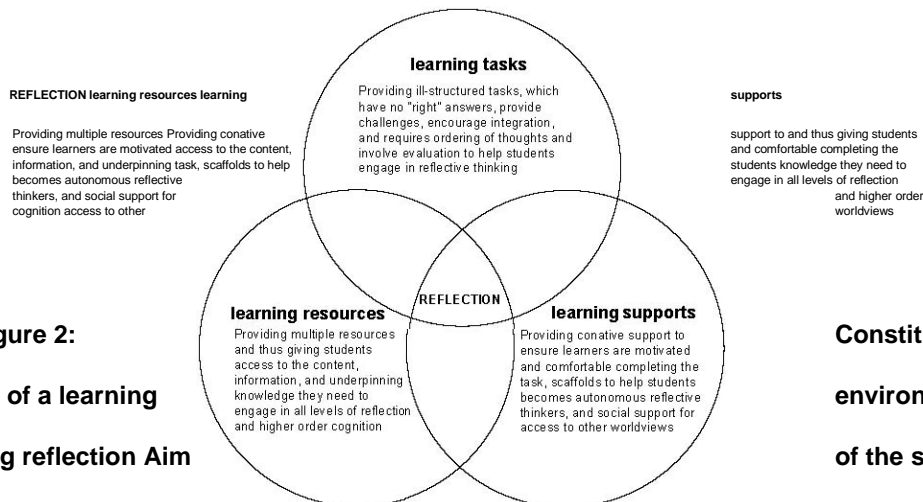 learning tasks
Providing ill-structured tasks, which
have no "right" answers, provide
challenges, encourage integration,
and requires ordering of thoughts and
involve evaluation to help students
engage in reflective thinking
REFLECTION learning resources learning
Providing multiple resources Providing conative
ensure learners are motivated access to the content,
information, and underpinning task, scaffolds to help
becomes autonomous reflective
thinkers, and social support for
cognition access to other
supports
support to and thus giving students
and comfortable completing the
students knowledge they need to
engage in all levels of reflection
and higher order
worldviews
REFLECTION
learning resources
Providing multiple resources
and thus giving students
access to the content,
information, and underpinning
knowledge they need to
engage in all levels of reflection
and higher order cognition
learning supports
Providing conative support to
ensure learners are motivated
and comfortable completing the
task, scaffolds to help students
becomes autonomous reflective
thinkers, and social support for
access to other worldviews
gure 2:
of a learning
g reflection Aim
Constit
environ
of the s